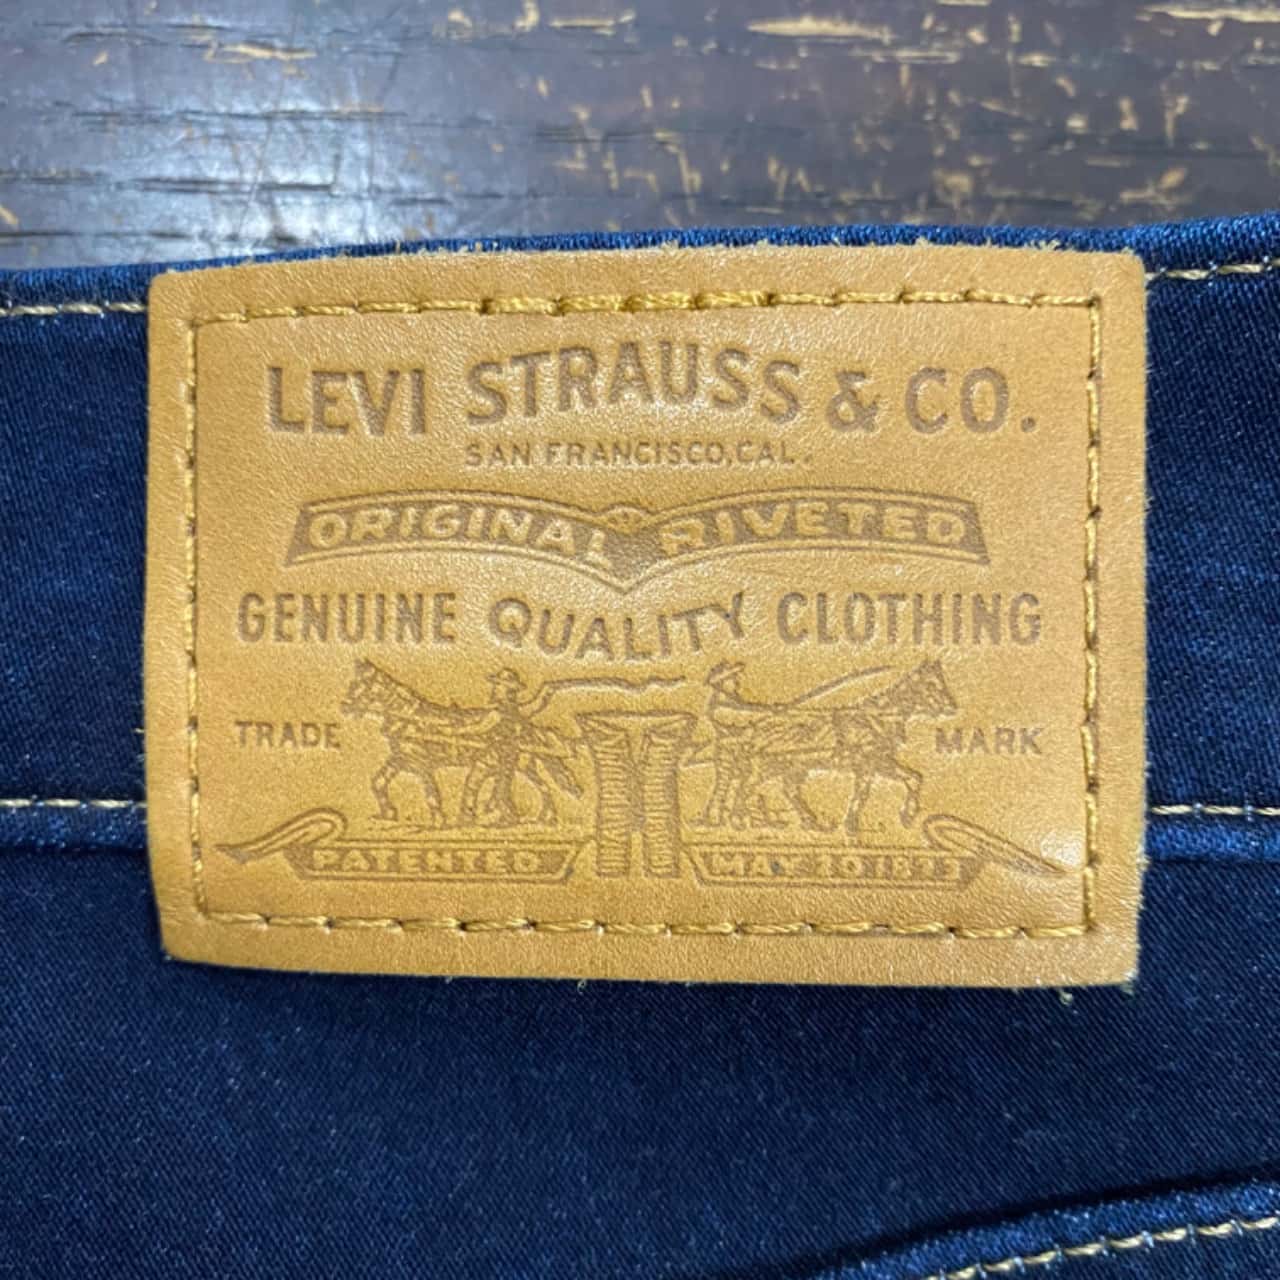 LEVI STRAUSS & CO.
SAN FRANCISCO, CAL.
ORIGINAL RIVETED
GENUINE QUALITY CLOTHING
TRADE MARK
PATENTED MAY 20 1873